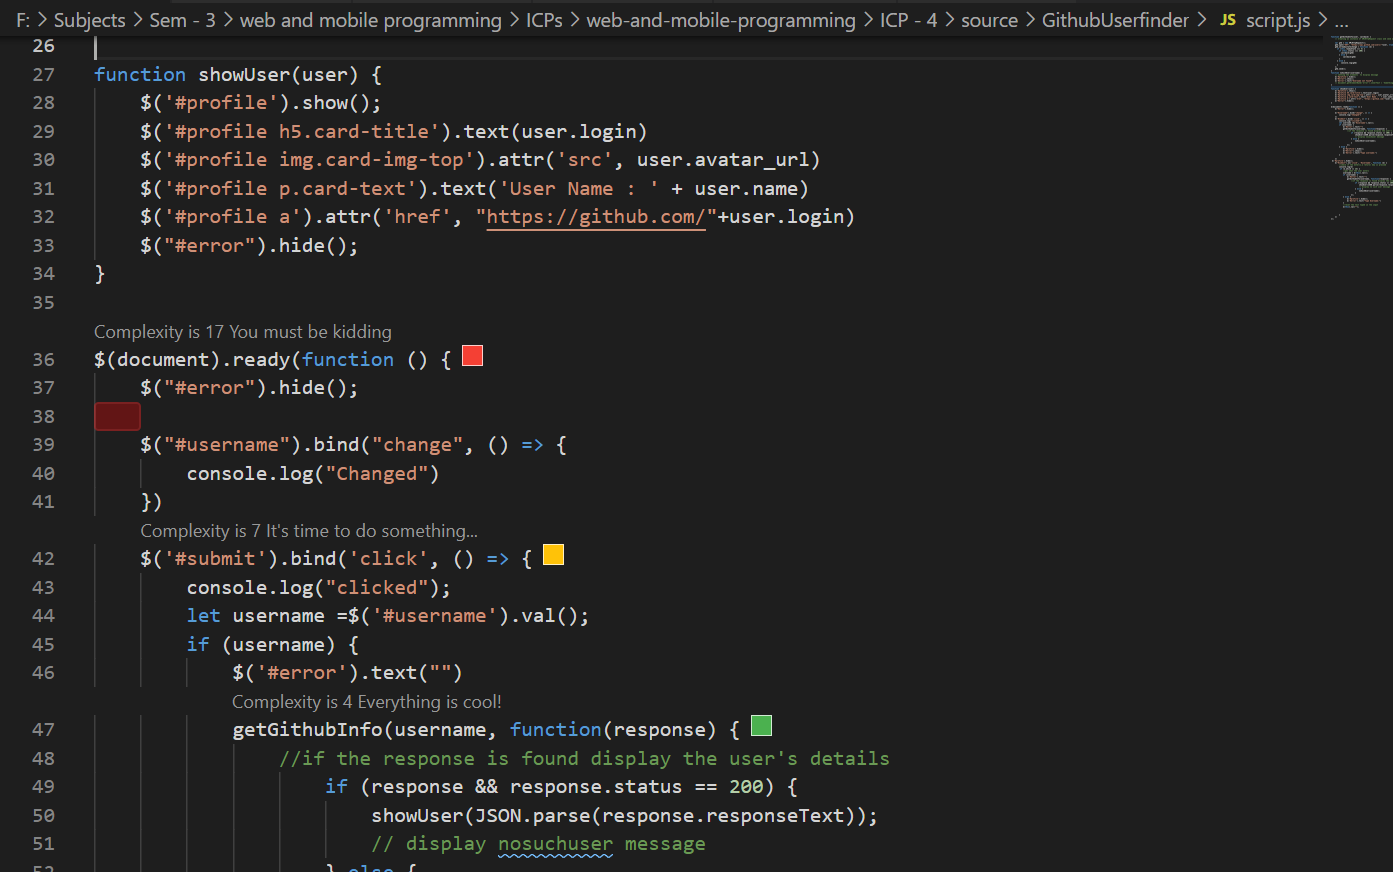 F: > Subjects > Sem - 3 > web and mobile programming > ICPs > web-and-mobile-programming > ICP - 4 > source > GithubUserfinder > JS script.js > ...
26
27 function showUser(user) {
28     $('#profile').show();
29     $('#profile h5.card-title').text(user.login)
30     $('#profile img.card-img-top').attr('src', user.avatar_url)
31     $('#profile p.card-text').text('User Name : ' + user.name)
32     $('#profile a').attr('href', "https://github.com/"+user.login)
33     $("#error").hide();
34 }
35
Complexity is 17 You must be kidding
36 $(document).ready(function () {
37     $("#error").hide();
38
39     $("#username").bind("change", () => {
40         console.log("Changed")
41     })
Complexity is 7 It's time to do something...
42     $('#submit').bind('click', () => {
43         console.log("clicked");
44         let username =$('#username').val();
45         if (username) {
46             $('#error').text("")
Complexity is 4 Everything is cool!
47             getGithubInfo(username, function(response) {
48                 //if the response is found display the user's details
49                     if (response && response.status == 200) {
50                         showUser(JSON.parse(response.responseText));
51                         // display nosuchuser message
52                     } else {